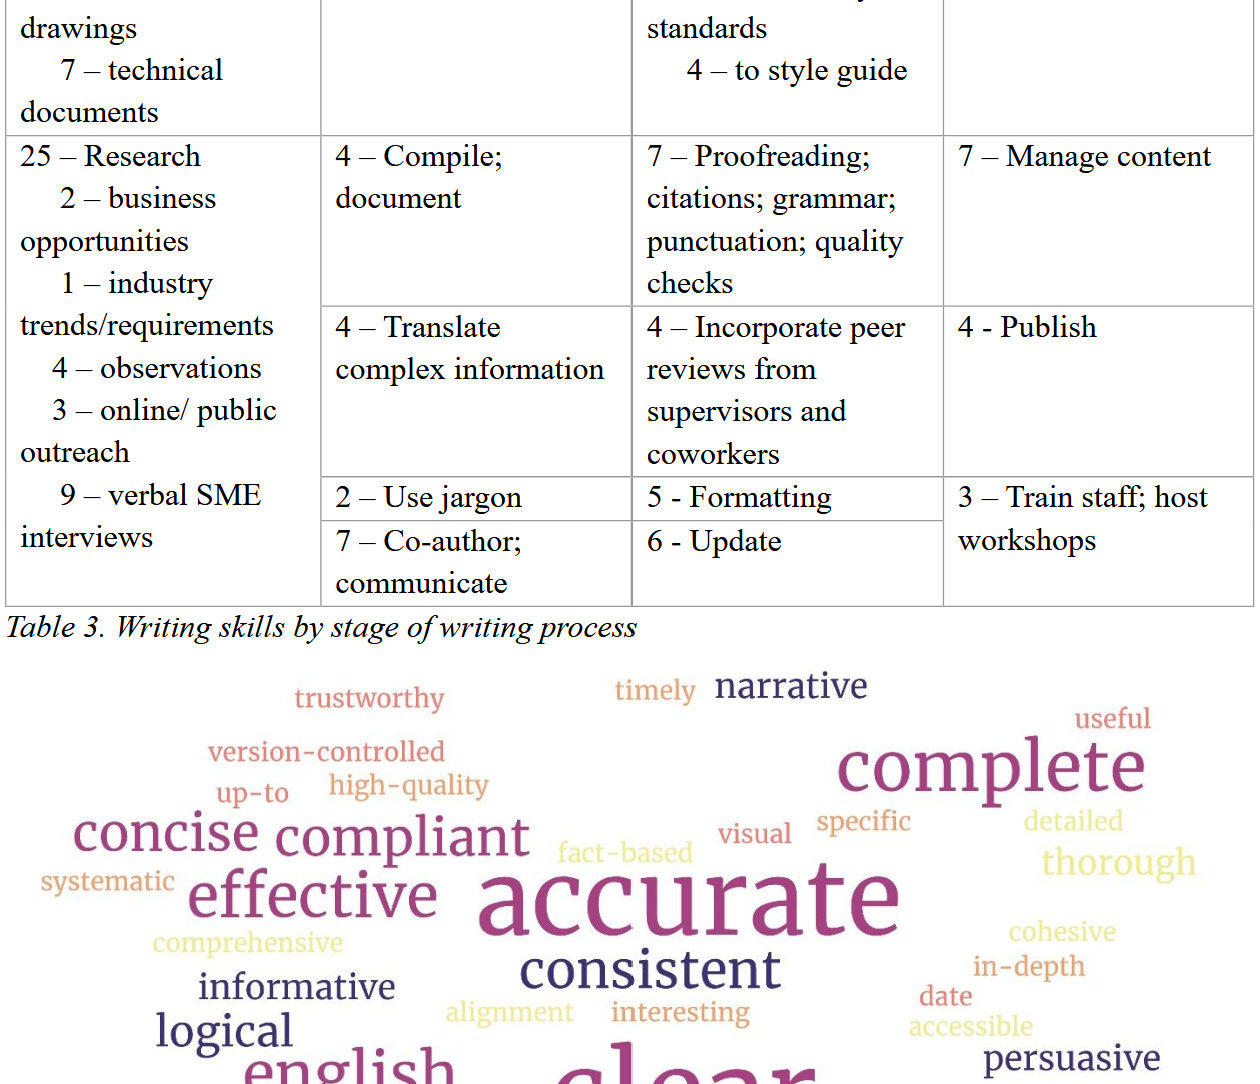 drawings
7 – technical
documents
standards
4 – to style guide
25 – Research
2 – business
opportunities
1 – industry
trends/requirements
4 – observations
3 – online/ public
outreach
9 – verbal SME
interviews
4 – Compile;
document
7 – Proofreading;
citations; grammar;
punctuation; quality
checks
7 – Manage content
4 – Translate
complex information
4 – Incorporate peer
reviews from
supervisors and
coworkers
4 - Publish
2 – Use jargon
5 - Formatting
3 – Train staff; host
workshops
7 – Co-author;
communicate
6 - Update
Table 3. Writing skills by stage of writing process
trustworthy
timely
narrative
useful
version-controlled
complete
up-to
high-quality
concise
compliant
visual
specific
detailed
fact-based
thorough
systematic
effective
accurate
comprehensive
cohesive
consistent
in-depth
informative
date
alignment
interesting
accessible
logical
persuasive
english
clear